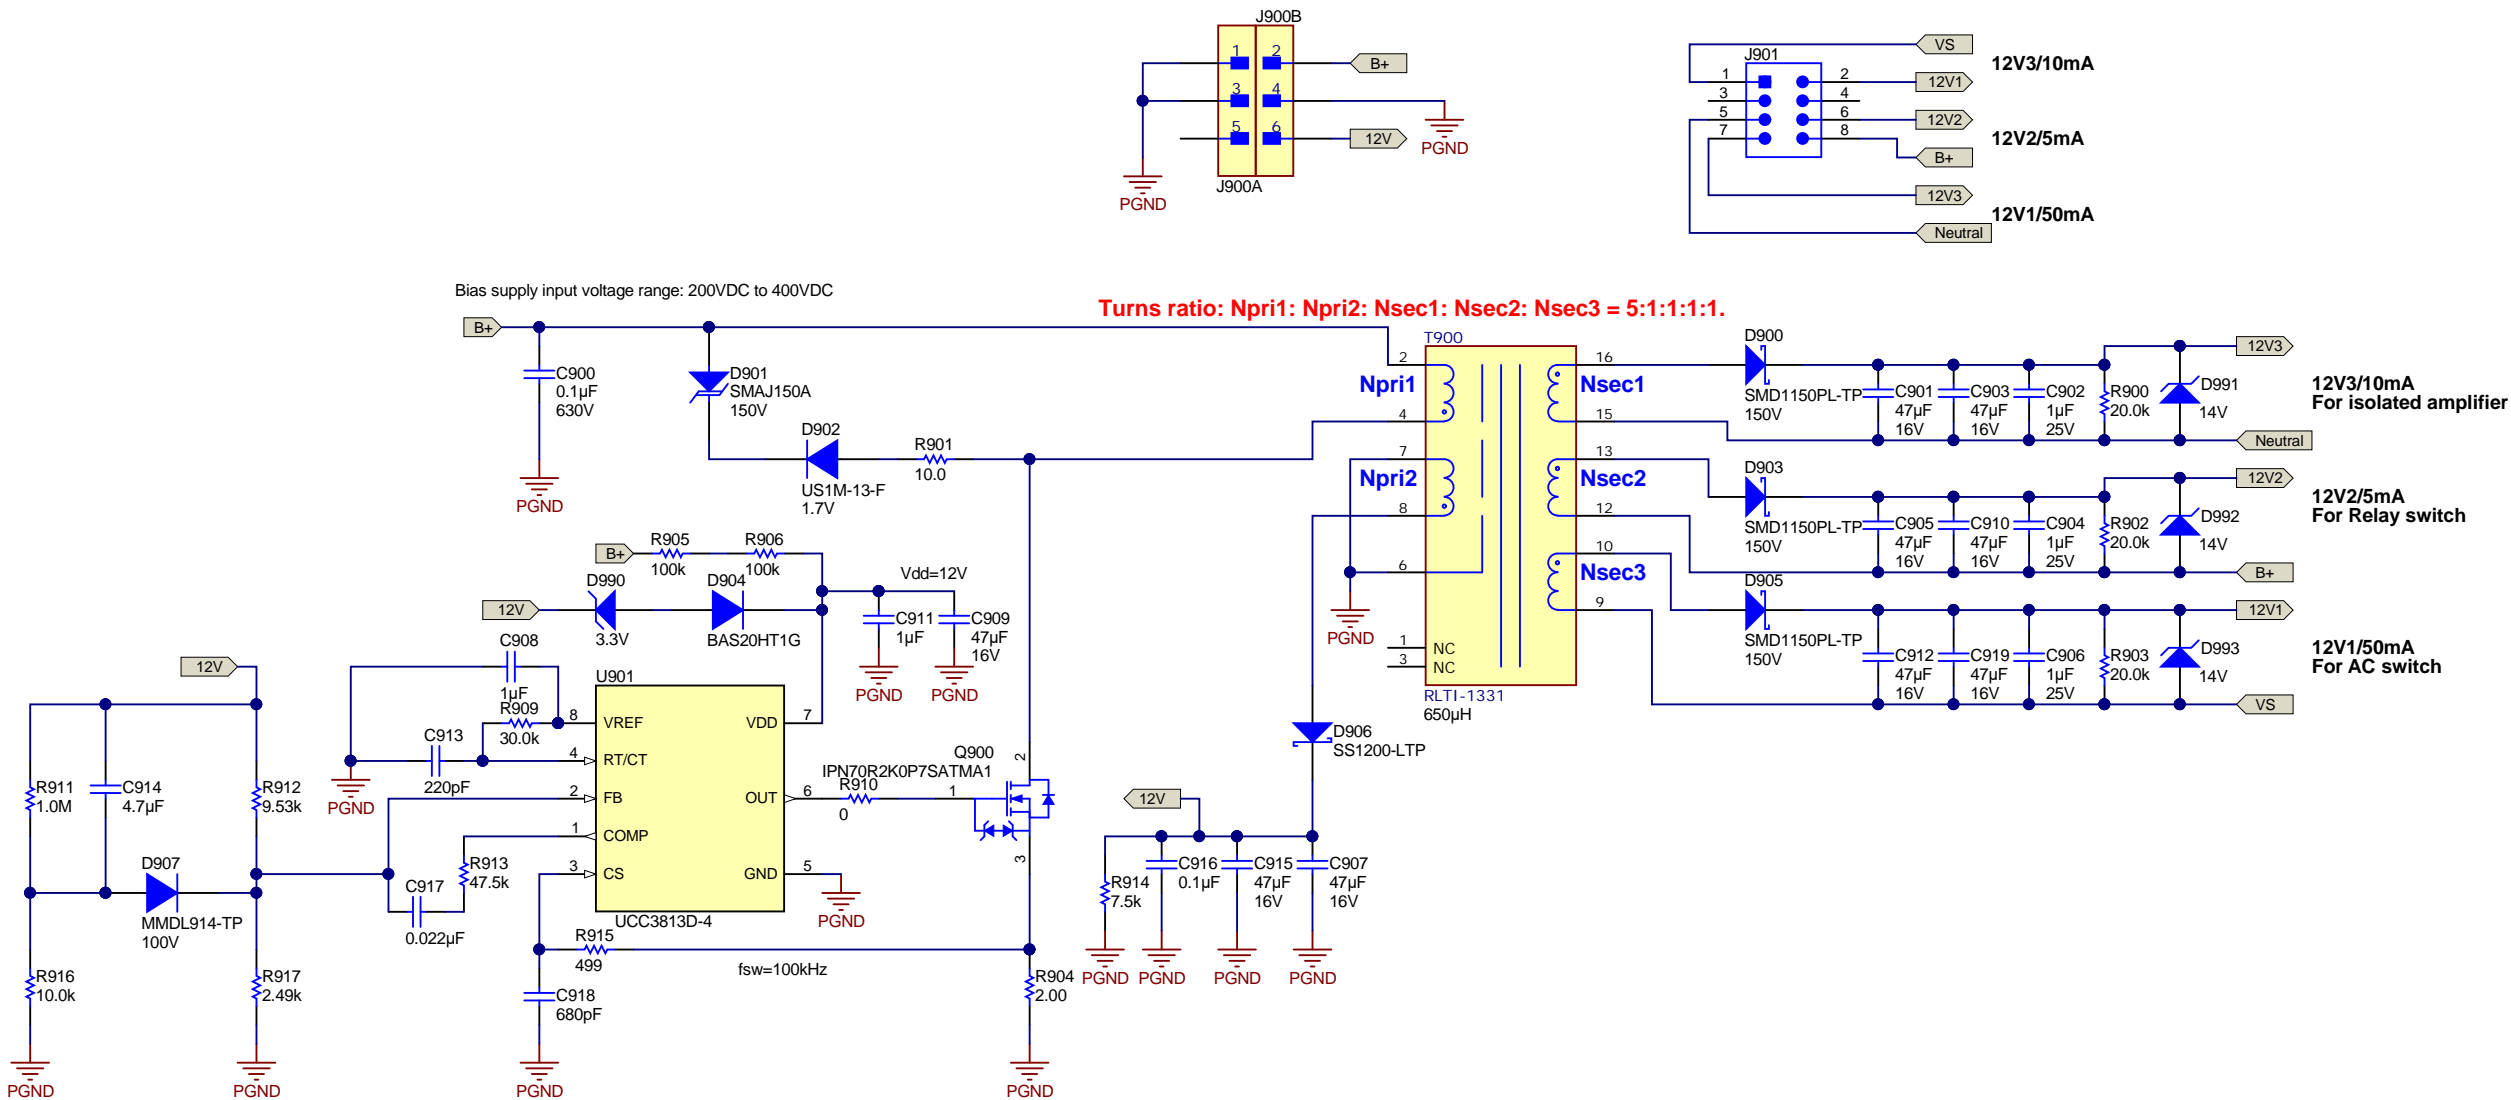 J900B
1 2
B+
3 4
5 6
12V
PGND
J900A
PGND
VS
J901
12V3/10mA
1 2
12V1
3 4
5 6
12V2
7 8
12V2/5mA
B+
12V3
12V1/50mA
Neutral
Bias supply input voltage range: 200VDC to 400VDC
Turns ratio: Npri1: Npri2: Nsec1: Nsec2: Nsec3 = 5:1:1:1:1.
B+
C900
0.1µF
630V
PGND
D901
SMAJ150A
150V
D902
US1M-13-F
1.7V
R901
10.0
T900
2
Npri1
4
7
Npri2
8
6
PGND
1
NC
3
NC
RLTI-1331
650µH
16
Nsec1
15
13
Nsec2
12
10
Nsec3
9
D900
SMD1150PL-TP
150V
C901
47µF
16V
C903
47µF
16V
C902
1µF
25V
R900
20.0k
D991
14V
12V3
12V3/10mA
For isolated amplifier
Neutral
D903
SMD1150PL-TP
150V
C905
47µF
16V
C910
47µF
16V
C904
1µF
25V
R902
20.0k
D992
14V
12V2
12V2/5mA
For Relay switch
B+
D905
SMD1150PL-TP
150V
C912
47µF
16V
C919
47µF
16V
C906
1µF
25V
R903
20.0k
D993
14V
12V1
12V1/50mA
For AC switch
VS
B+
R905
100k
R906
100k
Vdd=12V
12V
D990
3.3V
D904
BAS20HT1G
C911
1µF
PGND
C909
47µF
16V
PGND
C908
1µF
R909
30.0k
C913
220pF
PGND
U901
8 VREF
VDD 7
4 RT/CT
2 FB
OUT 6
1 COMP
3 CS
GND 5
UCC3813D-4
PGND
12V
R911
1.0M
C914
4.7µF
R912
9.53k
D907
MMDL914-TP
100V
C917
0.022µF
R913
47.5k
R916
10.0k
PGND
R917
2.49k
PGND
R915
499
fsw=100kHz
C918
680pF
PGND
Q900
IPN70R2K0P7SATMA1
R910
0
1
2
3
R904
2.00
PGND
D906
SS1200-LTP
12V
R914
7.5k
C916
0.1µF
C915
47µF
16V
C907
47µF
16V
PGND
PGND
PGND
PGND